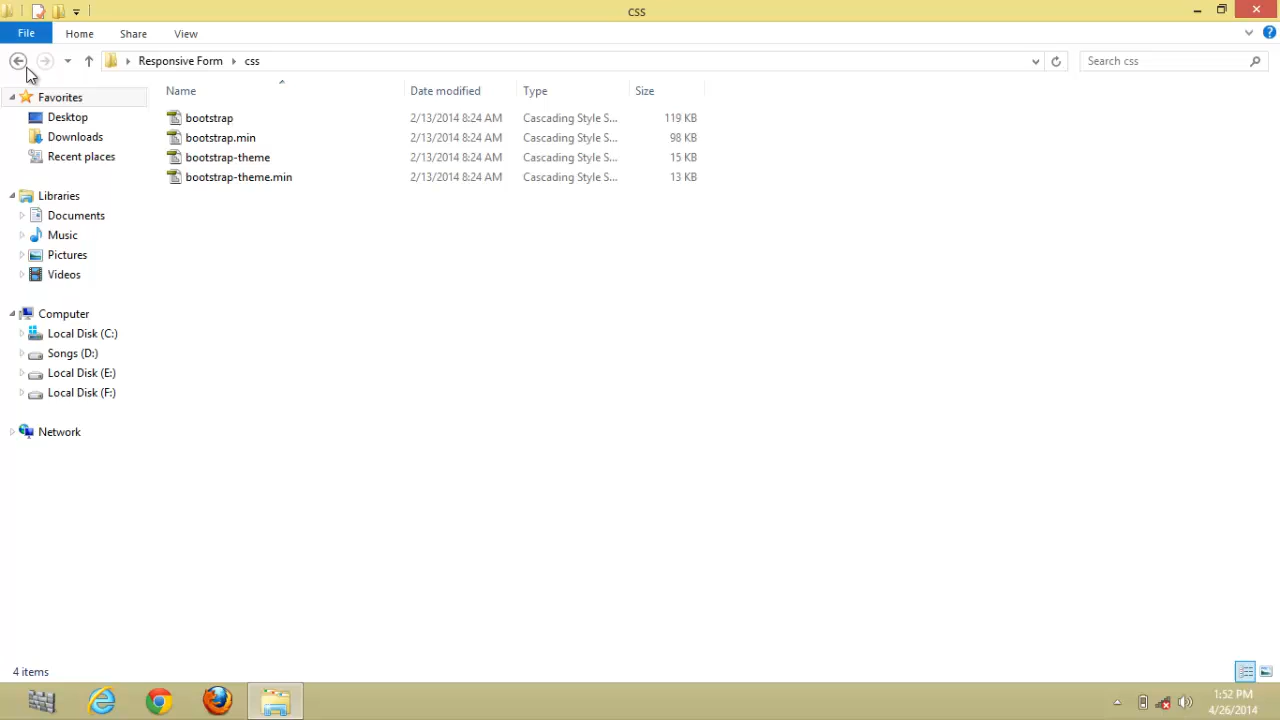 css
File Home Share View
Responsive Form css Search css
Name Date modified Type Size
Favorites
Desktop bootstrap 2/13/2014 8:24 AM Cascading Style S... 119 KB
Downloads bootstrap.min 2/13/2014 8:24 AM Cascading Style S... 98 KB
Recent places bootstrap-theme 2/13/2014 8:24 AM Cascading Style S... 15 KB
bootstrap-theme.min 2/13/2014 8:24 AM Cascading Style S... 13 KB
Libraries
Documents
Music
Pictures
Videos
Computer
Local Disk (C:)
Songs (D:)
Local Disk (E:)
Local Disk (F:)
Network
4 items
1:52 PM
4/26/2014